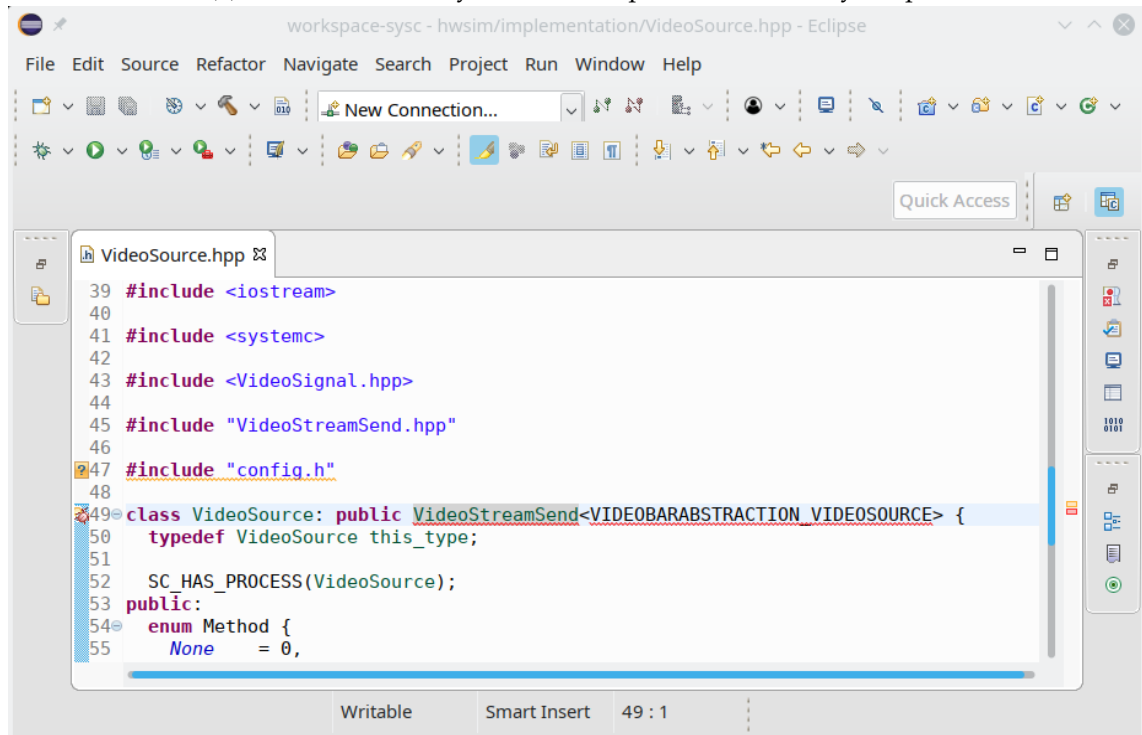 workspace-sysc - hwsim/implementation/VideoSource.hpp - Eclipse
File Edit Source Refactor Navigate Search Project Run Window Help
New Connection...
Quick Access
VideoSource.hpp
39 #include <iostream>
40
41 #include <systemc>
42
43 #include <VideoSignal.hpp>
44
45 #include "VideoStreamSend.hpp"
46
47 #include "config.h"
48
49 class VideoSource: public VideoStreamSend<VIDEOBARABSTRACTION_VIDEOSOURCE> {
50 typedef VideoSource this_type;
51
52 SC_HAS_PROCESS(VideoSource);
53 public:
54 enum Method {
55 None = 0,
Writable Smart Insert 49 : 1